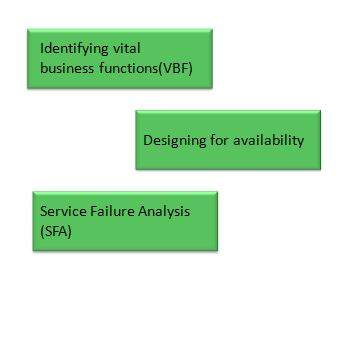 Identifying vital
business functions(VBF)
Designing for availability
Service Failure Analysis
(SFA)